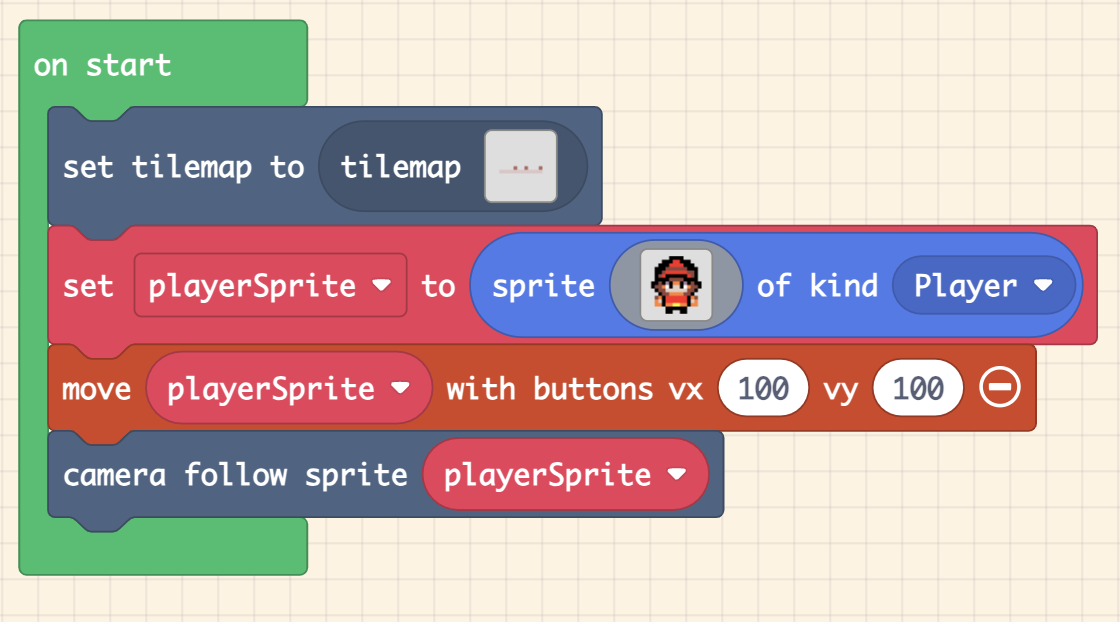 on start
set tilemap to tilemap
set playerSprite to sprite of kind Player
move playerSprite with buttons vx 100 vy 100
camera follow sprite playerSprite